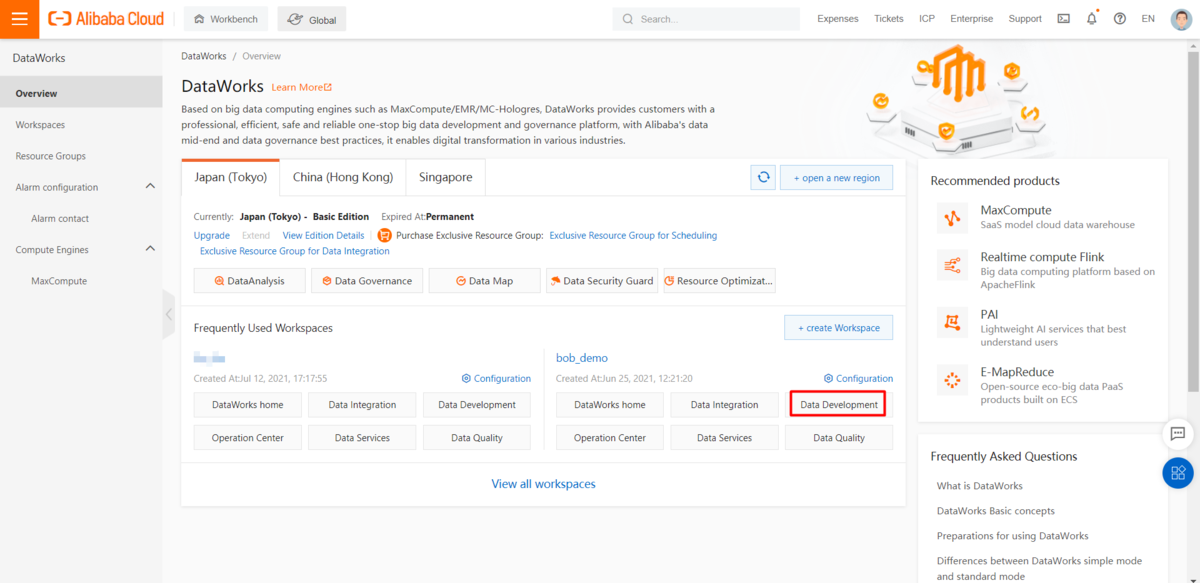 Alibaba Cloud
Workbench
Global
Search...
Expenses Tickets ICP Enterprise Support EN
DataWorks
Overview
Workspaces
Resource Groups
Alarm configuration
Alarm contact
Compute Engines
MaxCompute
DataWorks / Overview
DataWorks Learn More
Based on big data computing engines such as MaxCompute/EMR/MC-Hologres, DataWorks provides customers with a
professional, efficient, safe and reliable one-stop big data development and governance platform, with Alibaba's data
mid-end and data governance best practices, it enables digital transformation in various industries.
Japan (Tokyo) China (Hong Kong) Singapore
+ open a new region
Currently: Japan (Tokyo) - Basic Edition Expired At:Permanent
Upgrade Extend View Edition Details Purchase Exclusive Resource Group: Exclusive Resource Group for Scheduling
Exclusive Resource Group for Data Integration
DataAnalysis Data Governance Data Map Data Security Guard Resource Optimizat...
Frequently Used Workspaces
+ create Workspace
Created At:Jul 12, 2021, 17:17:55 Configuration
DataWorks home Data Integration Data Development
Operation Center Data Services Data Quality
bob_demo
Created At:Jun 25, 2021, 12:21:20 Configuration
DataWorks home Data Integration Data Development
Operation Center Data Services Data Quality
View all workspaces
Recommended products
MaxCompute
SaaS model cloud data warehouse
Realtime compute Flink
Big data computing platform based on
ApacheFlink
PAI
Lightweight AI services that best
understand users
E-MapReduce
Open-source eco-big data PaaS
products built on ECS
Frequently Asked Questions
What is DataWorks
DataWorks Basic concepts
Preparations for using DataWorks
Differences between DataWorks simple mode
and standard mode